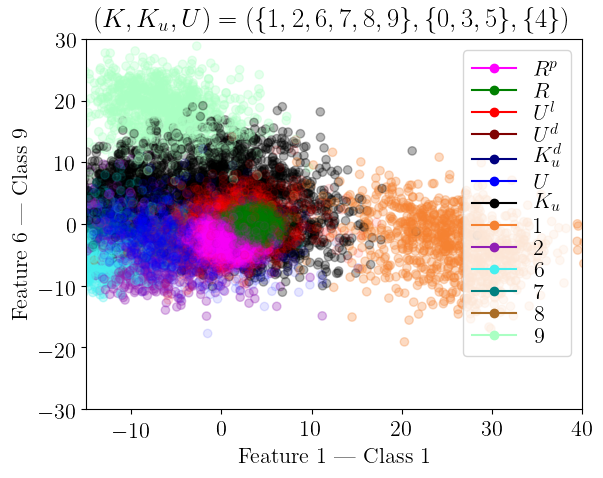 (K, K_u, U) = ({1, 2, 6, 7, 8, 9}, {0, 3, 5}, {4})
30
20
10
0
−10
−20
−30
Feature 6 — Class 9
R^p
R
U^l
U^d
K_u^d
U
K_u
1
2
6
7
8
9
−10
0
10
20
30
40
Feature 1 — Class 1